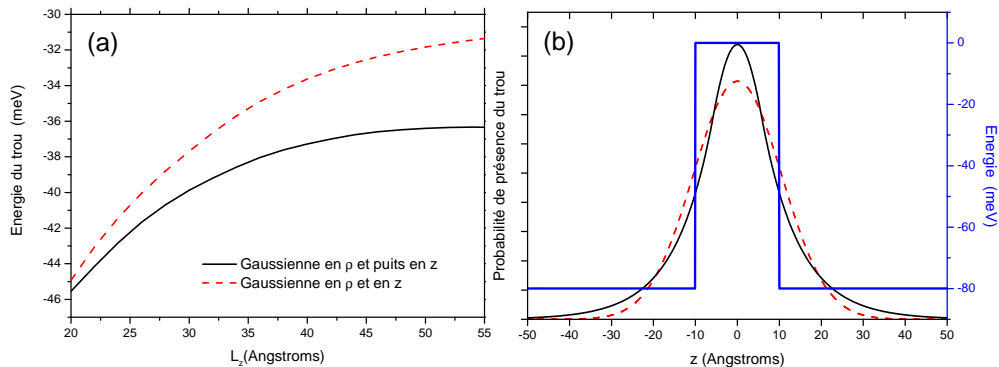 (a)
Energie du trou (meV)
-30
-32
-34
-36
-38
-40
-42
-44
-46
Gaussienne en ρ et puits en z
Gaussienne en ρ et en z
20 25 30 35 40 45 50 55
L_z(Angstroms)
(b)
Probabilité de présence du trou
0
-20
-40
-60
-80
Energie (meV)
-50 -40 -30 -20 -10 0 10 20 30 40 50
z (Angstroms)